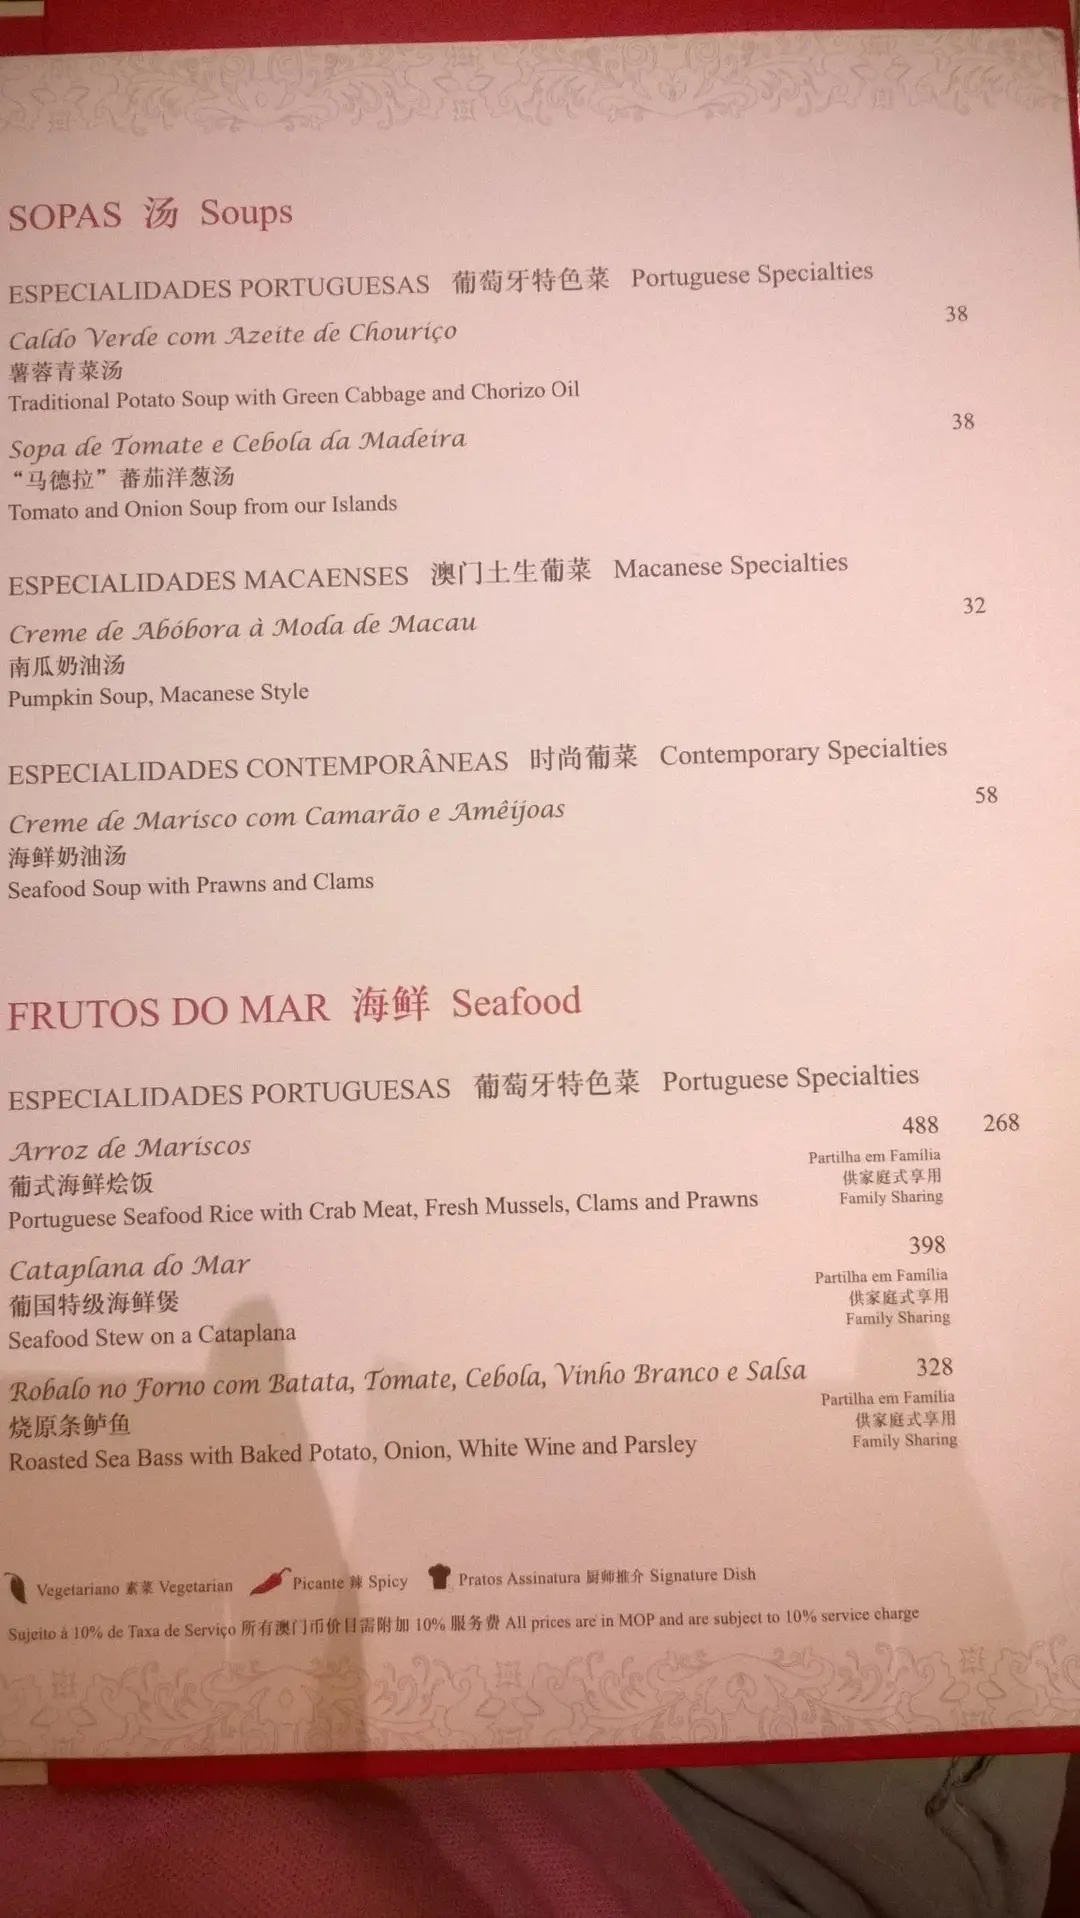 SOPAS 汤 Soups
ESPECIALIDADES PORTUGUESAS 葡萄牙特色菜 Portuguese Specialties
Caldo Verde com Azeite de Chouriço 38
薯蓉青菜汤
Traditional Potato Soup with Green Cabbage and Chorizo Oil
Sopa de Tomate e Cebola da Madeira 38
“马德拉”蕃茄洋葱汤
Tomato and Onion Soup from our Islands
ESPECIALIDADES MACAENSES 澳门土生葡菜 Macanese Specialties
Creme de Abóbora à Moda de Macau 32
南瓜奶油汤
Pumpkin Soup, Macanese Style
ESPECIALIDADES CONTEMPORÂNEAS 时尚葡菜 Contemporary Specialties
Creme de Marisco com Camarão e Amêijoas 58
海鲜奶油汤
Seafood Soup with Prawns and Clams
FRUTOS DO MAR 海鲜 Seafood
ESPECIALIDADES PORTUGUESAS 葡萄牙特色菜 Portuguese Specialties
Arroz de Mariscos 488 268
Partilha em Família
葡式海鲜烩饭 供家庭式享用
Portuguese Seafood Rice with Crab Meat, Fresh Mussels, Clams and Prawns Family Sharing
Cataplana do Mar 398
Partilha em Família
葡国特级海鲜煲 供家庭式享用
Seafood Stew on a Cataplana Family Sharing
Robalo no Forno com Batata, Tomate, Cebola, Vinho Branco e Salsa 328
Partilha em Família
烧原条鲈鱼 供家庭式享用
Roasted Sea Bass with Baked Potato, Onion, White Wine and Parsley Family Sharing
Vegetariano 素菜 Vegetarian Picante 辣 Spicy Pratos Assinatura 厨师推介 Signature Dish
Sujeito á 10% de Taxa de Serviço 所有澳门币价目需附加 10% 服务费 All prices are in MOP and are subject to 10% service charge